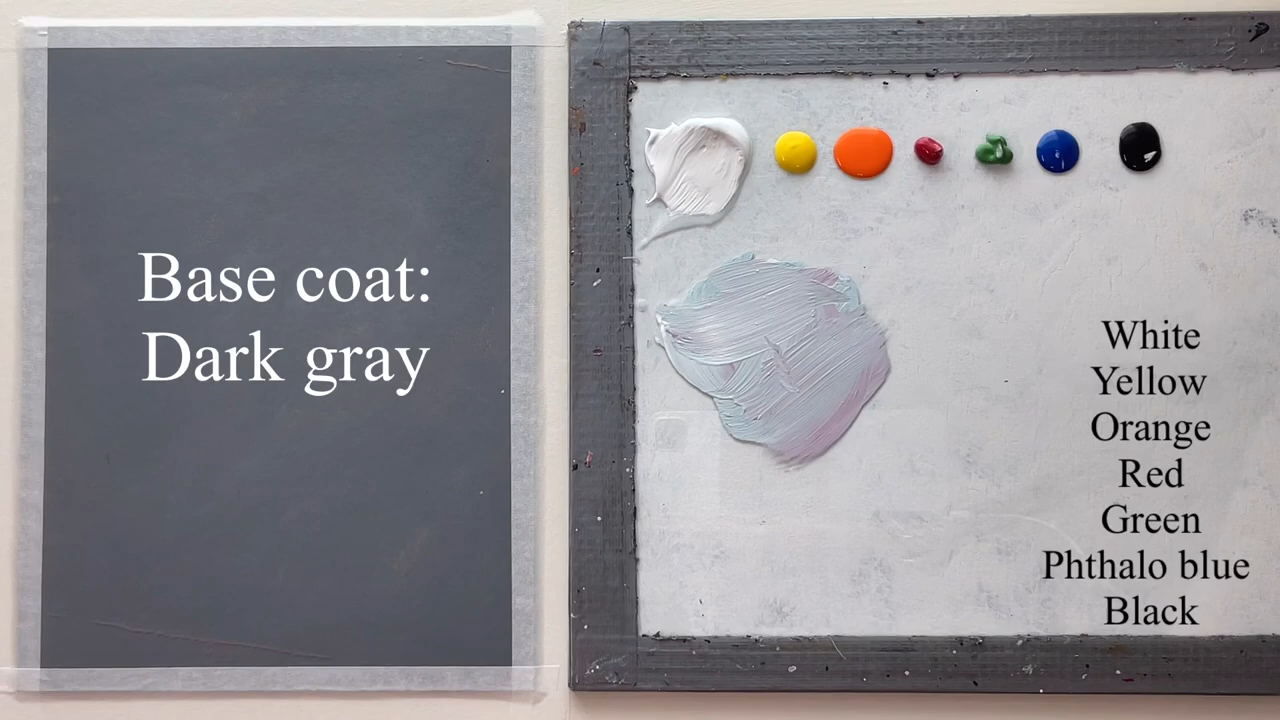 Base coat:
Dark gray
White
Yellow
Orange
Red
Green
Phthalo blue
Black